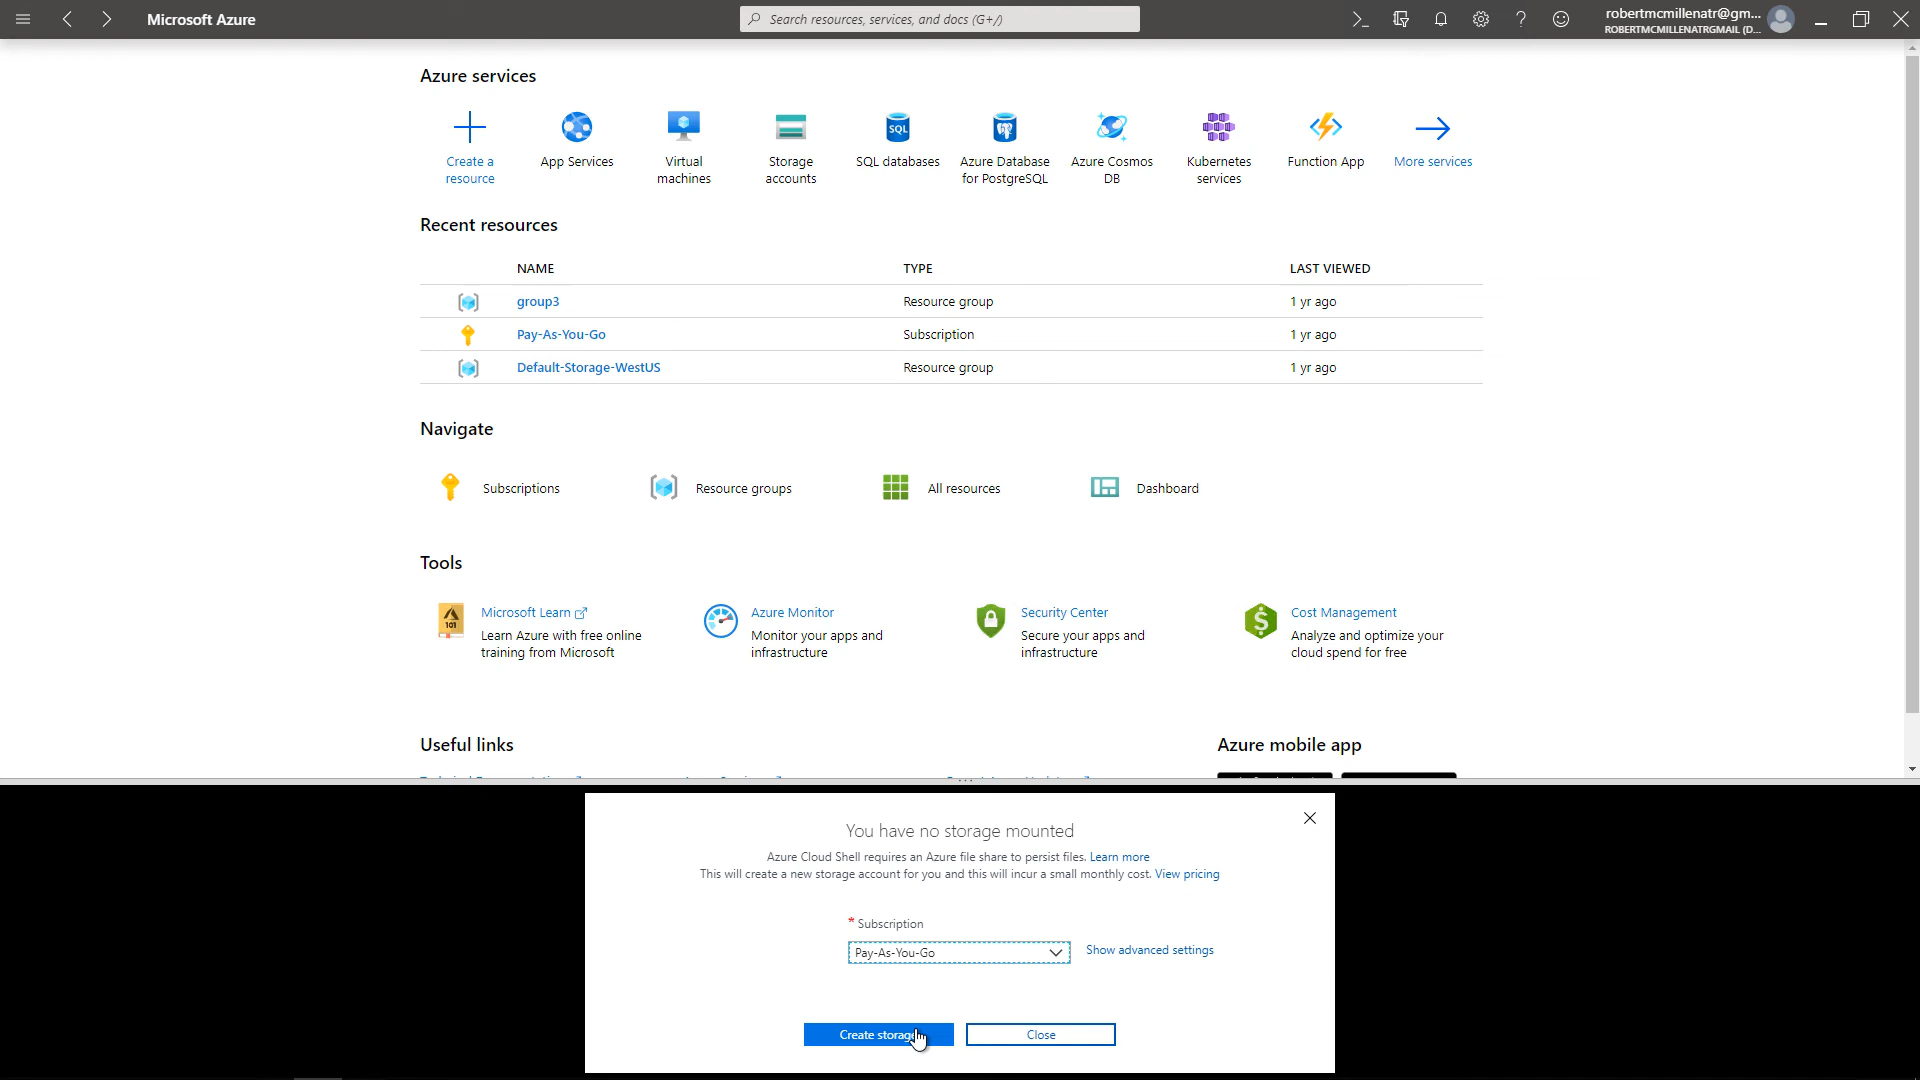 Microsoft Azure
Search resources, services, and docs (G+/)
robertmcmillenatr@gm...
ROBERTMCMILLENATRGMAIL (D...
Azure services
Create a
resource
App Services
Virtual
machines
Storage
accounts
SQL
SQL databases
Azure Database
for PostgreSQL
Azure Cosmos
DB
Kubernetes
services
Function App
More services
Recent resources
NAME TYPE LAST VIEWED
group3 Resource group 1 yr ago
Pay-As-You-Go Subscription 1 yr ago
Default-Storage-WestUS Resource group 1 yr ago
Navigate
Subscriptions
Resource groups
All resources
Dashboard
Tools
101
Microsoft Learn
Learn Azure with free online
training from Microsoft
Azure Monitor
Monitor your apps and
infrastructure
Security Center
Secure your apps and
infrastructure
Cost Management
Analyze and optimize your
cloud spend for free
Useful links
Azure mobile app
You have no storage mounted
Azure Cloud Shell requires an Azure file share to persist files. Learn more
This will create a new storage account for you and this will incur a small monthly cost. View pricing
* Subscription
Pay-As-You-Go
Show advanced settings
Create storage
Close